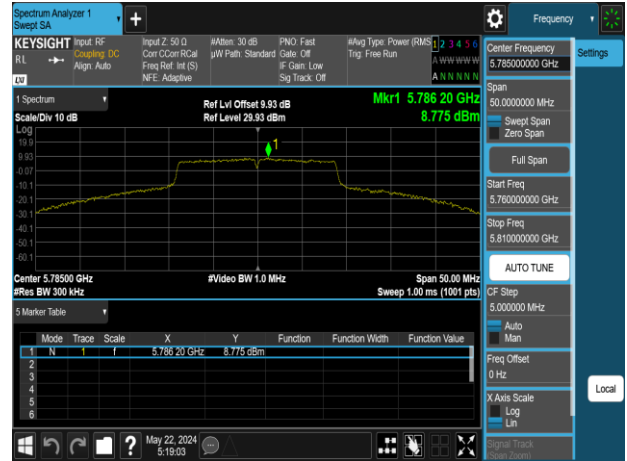 Spectrum Analyzer 1
Swept SA
Frequency
KEYSIGHT
RL
LXI
Input: RF
Coupling: DC
Align: Auto
Input Z: 50 Ω
Corr CCorr RCal
Freq Ref: Int (S)
NFE: Adaptive
#Atten: 30 dB
µW Path: Standard
PNO: Fast
Gate: Off
IF Gain: Low
Sig Track: Off
#Avg Type: Power (RMS
Trig: Free Run
1 2 3 4 5 6
A W W W W W
A N N N N N
Center Frequency
5.785000000 GHz
Settings
Span
50.0000000 MHz
Swept Span
Zero Span
Full Span
Start Freq
5.760000000 GHz
Stop Freq
5.810000000 GHz
AUTO TUNE
CF Step
5.000000 MHz
Auto
Man
Freq Offset
0 Hz
X Axis Scale
Log
Lin
Signal Track
(Span Zoom)
Local
1 Spectrum
Scale/Div 10 dB
Ref Lvl Offset 9.93 dB
Ref Level 29.93 dBm
Mkr1 5.786 20 GHz
8.775 dBm
Log
19.9
9.93
-0.07
-10.1
-20.1
-30.1
-40.1
-50.1
-60.1
1
Center 5.78500 GHz
#Res BW 300 kHz
#Video BW 1.0 MHz
Span 50.00 MHz
Sweep 1.00 ms (1001 pts)
5 Marker Table
Mode Trace Scale X Y Function Function Width Function Value
1 N 1 f 5.786 20 GHz 8.775 dBm
2
3
4
5
6
May 22, 2024
5:19:03